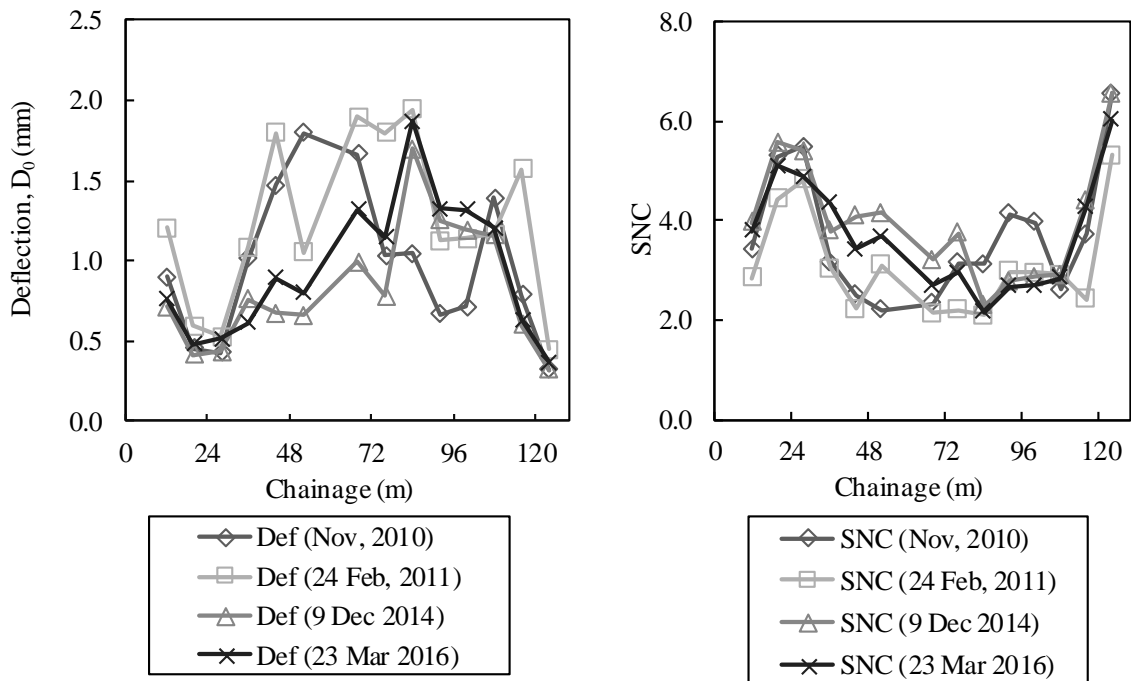 2.5
2.0
1.5
1.0
0.5
0.0
Deflection, D0 (mm)
0 24 48 72 96 120
Chainage (m)
Def (Nov, 2010)
Def (24 Feb, 2011)
Def (9 Dec 2014)
Def (23 Mar 2016)
8.0
6.0
4.0
2.0
0.0
SNC
0 24 48 72 96 120
Chainage (m)
SNC (Nov, 2010)
SNC (24 Feb, 2011)
SNC (9 Dec 2014)
SNC (23 Mar 2016)